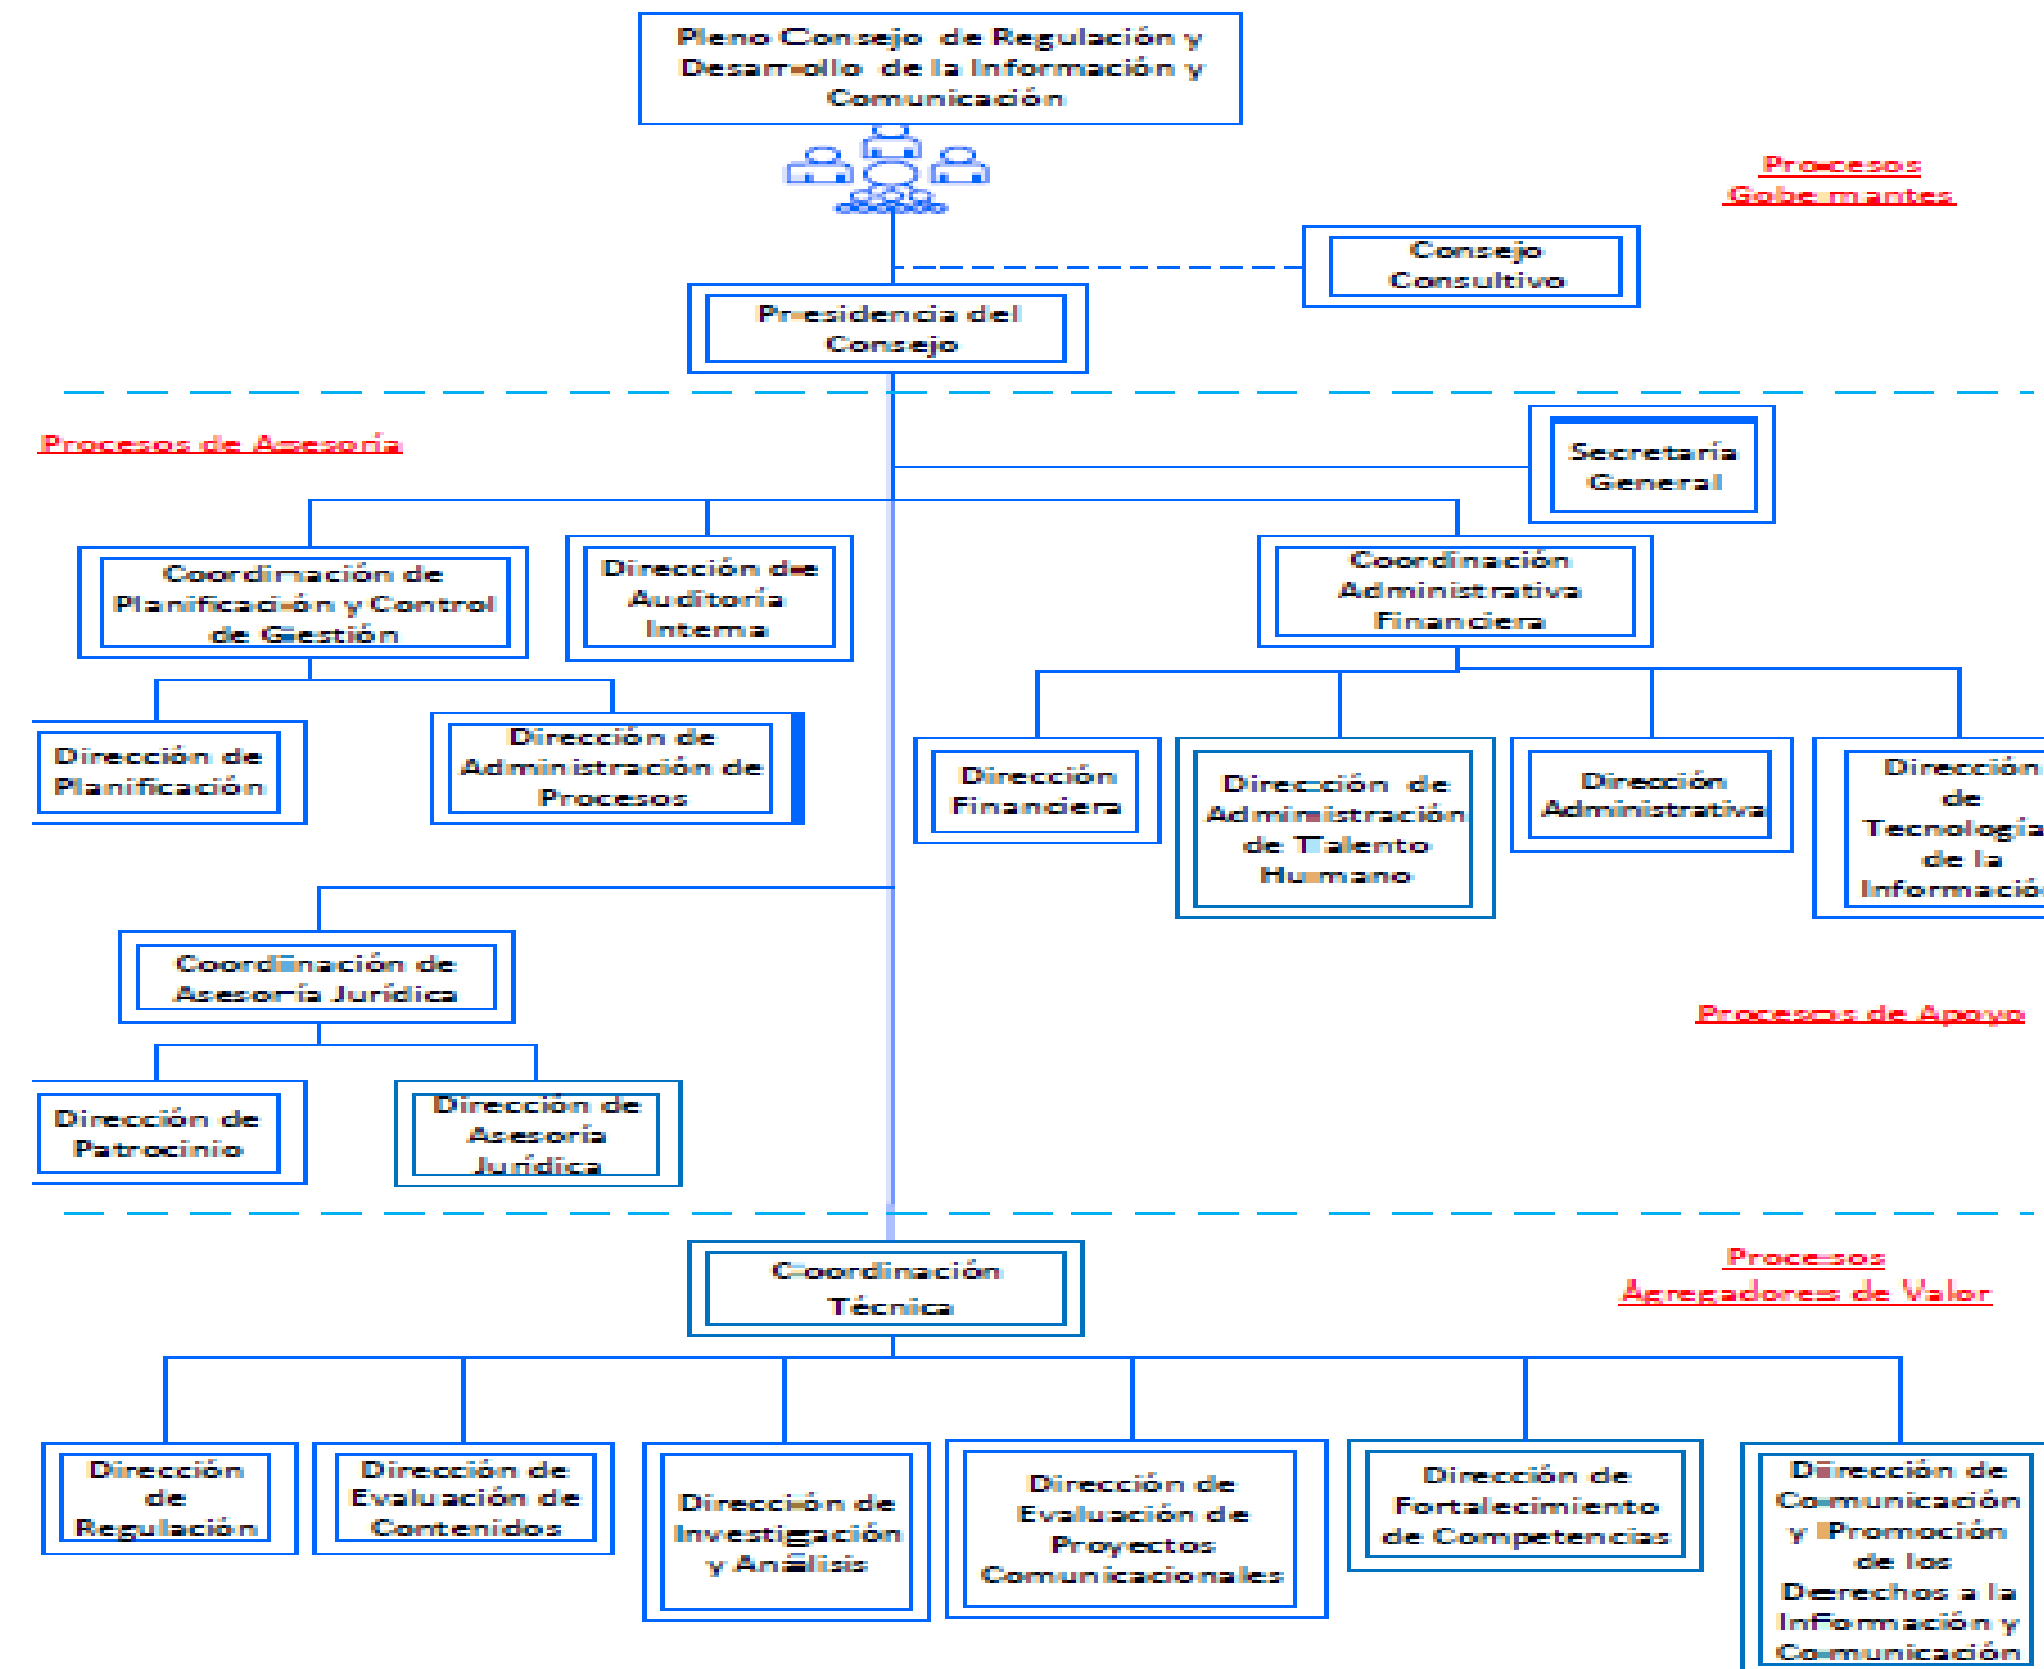 Pleno Consejo de Regulación y
Desarrollo de la Información y
Comunicación
Procesos
Gobernantes
Consejo
Consultivo
Presidencia del
Consejo
Procesos de Asesoría
Secretaría
General
Coordinación de
Planificación y Control
de Gestión
Dirección de
Auditoría
Interna
Coordinación
Administrativa
Financiera
Dirección de
Planificación
Dirección de
Administración de
Procesos
Dirección
Financiera
Dirección de
Administración
de Talento
Humano
Dirección
Administrativa
Dirección
de
Tecnología
de la
Informació
Coordinación de
Asesoría Jurídica
Procesos de Apoyo
Dirección de
Patrocinio
Dirección de
Asesoría
Jurídica
Coordinación
Técnica
Procesos
Agregadores de Valor
Dirección
de
Regulación
Dirección de
Evaluación de
Contenidos
Dirección de
Investigación
y Análisis
Dirección de
Evaluación de
Proyectos
Comunicacionales
Dirección de
Fortalecimiento
de Competencias
Dirección de
Comunicación
y Promoción
de los
Derechos a la
Información y
Comunicación